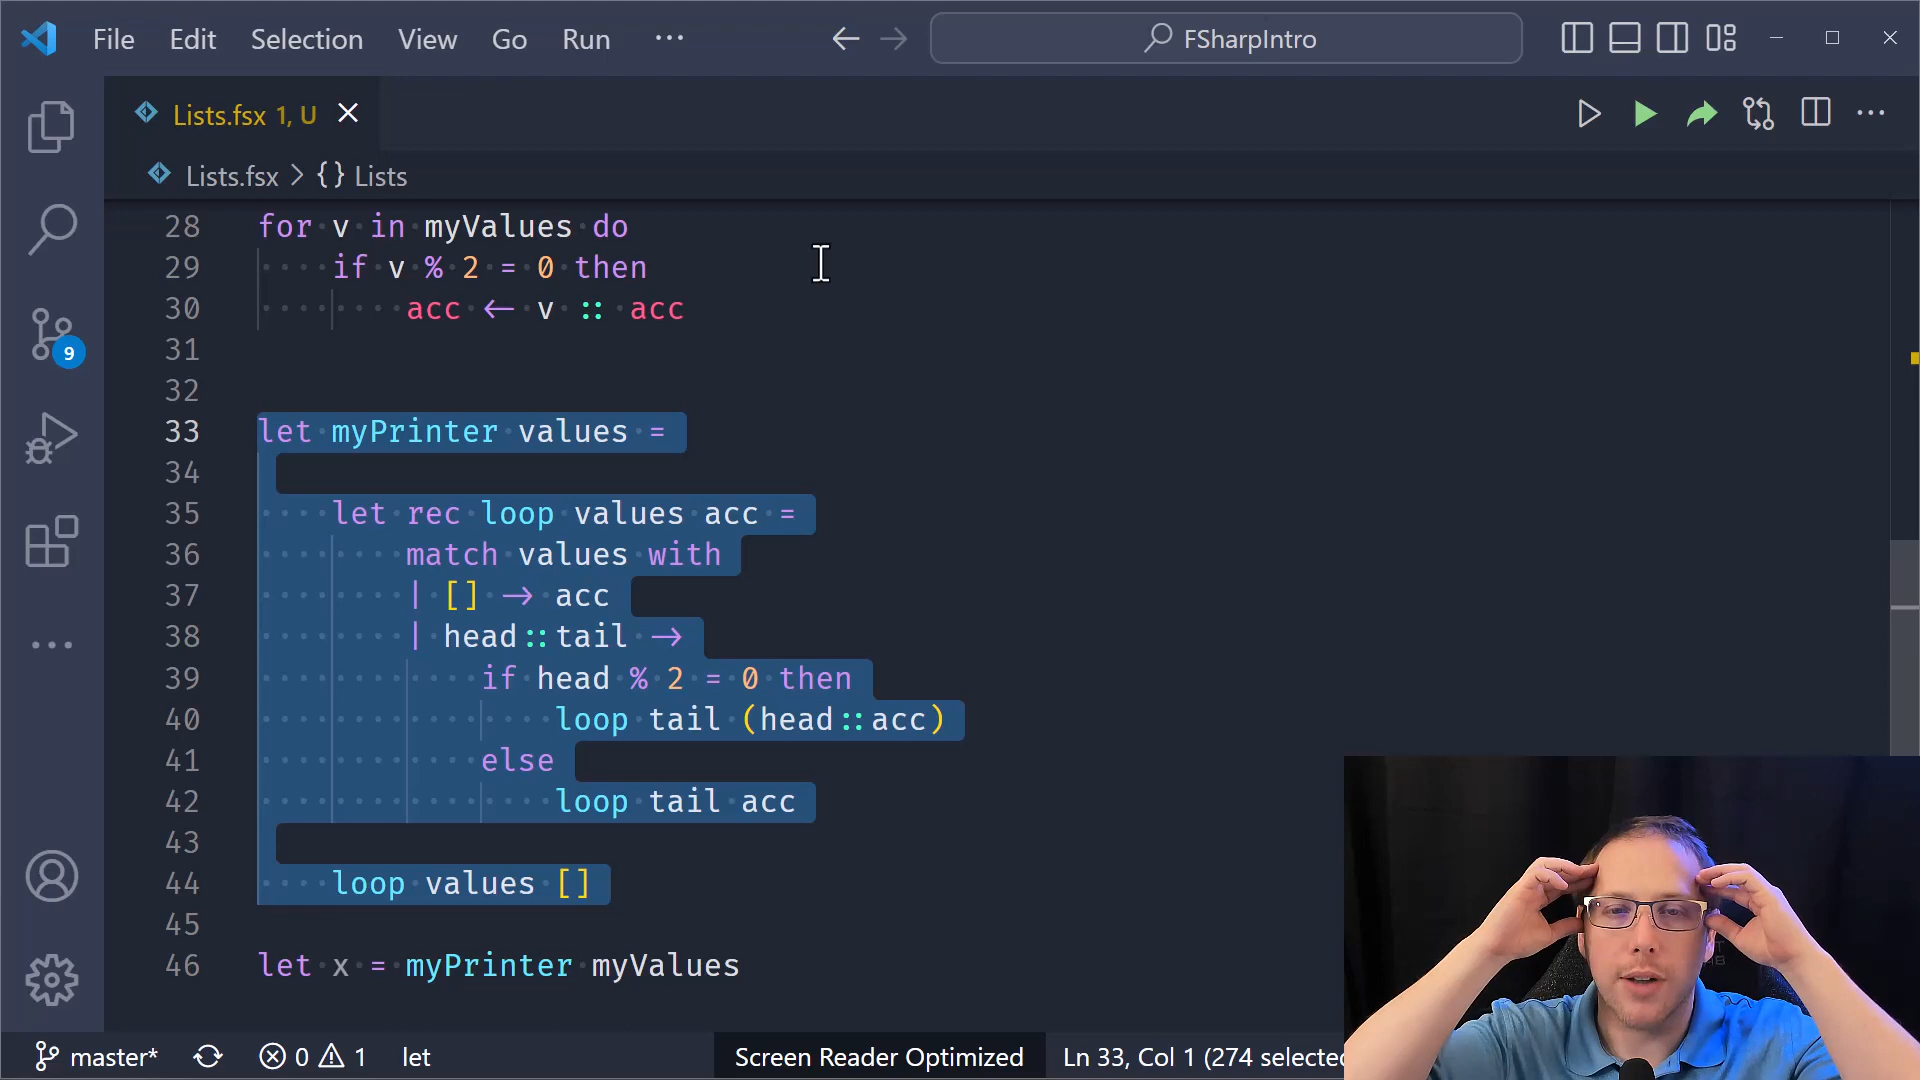 File Edit Selection View Go Run ··· FSharpIntro
Lists.fsx 1, U
Lists.fsx > {} Lists
28 for v in myValues do
29 if v % 2 = 0 then
30 acc <- v :: acc
31
32
33 let myPrinter values =
34
35 let rec loop values acc =
36 match values with
37 | [] -> acc
38 | head::tail ->
39 if head % 2 = 0 then
40 loop tail (head::acc)
41 else
42 loop tail acc
43
44 loop values []
45
46 let x = myPrinter myValues
9
master* 0 1 let Screen Reader Optimized Ln 33, Col 1 (274 selected